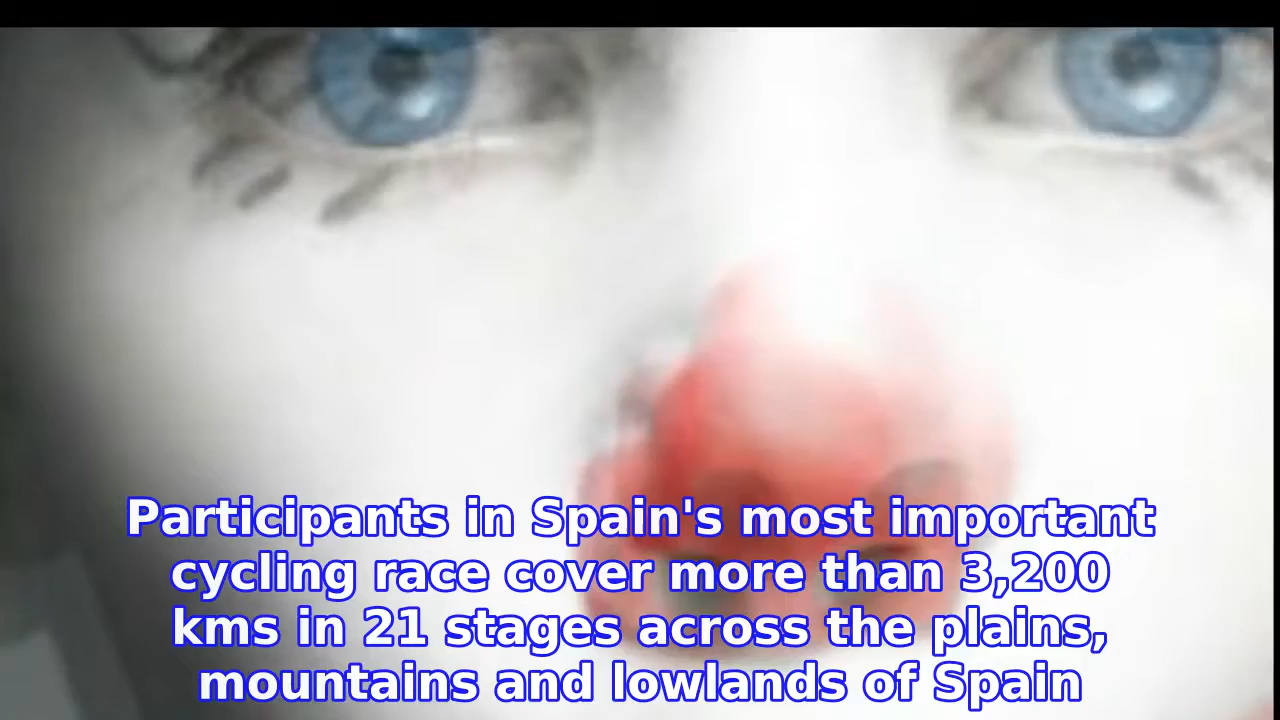 Participants in Spain's most important
cycling race cover more than 3,200
kms in 21 stages across the plains,
mountains and lowlands of Spain